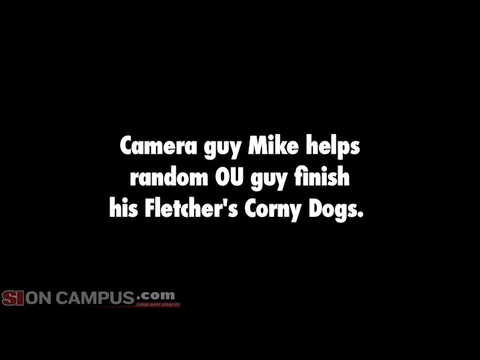 Camera guy Mike helps
random OU guy finish
his Fletcher's Corny Dogs.
SI ON CAMPUS.com